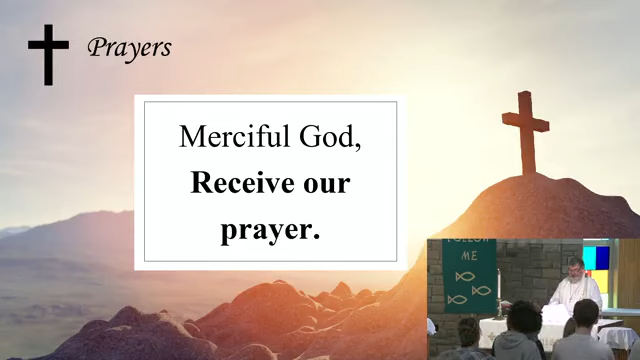 Prayers
Merciful God,
Receive our
prayer.
FOLLOW
ME